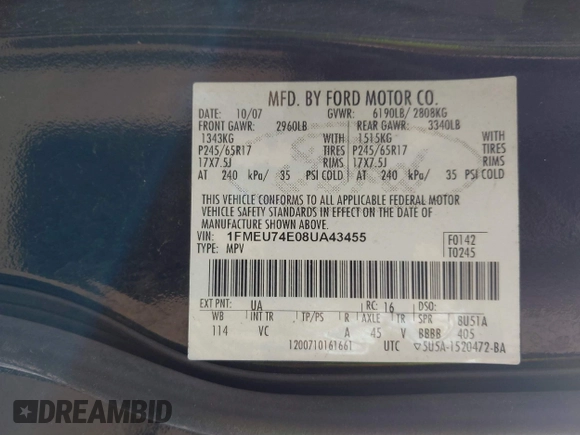 MFD. BY FORD MOTOR CO.
DATE: 10/07 GVWR: 6190LB/ 2808KG
FRONT GAWR: 2960LB REAR GAWR: 3340LB
1343KG WITH 1515KG WITH
P245/65R17 TIRES P245/65R17 TIRES
17X7.5J RIMS 17X7.5J RIMS
AT 240 kPa/ 35 PSI COLD AT 240 kPa/ 35 PSI COLD
THIS VEHICLE CONFORMS TO ALL APPLICABLE FEDERAL MOTOR
VEHICLE SAFETY STANDARDS IN EFFECT ON THE DATE OF
MANUFACTURE SHOWN ABOVE.
VIN: 1FMEU74E08UA43455 F0142
TYPE: MPV T0245
EXT PNT: UA RC: 16 DSO:
WB INT TR TP/PS R AXLE TR SPR 8U51A
114 VC A 45 V BBBB 405
1200710161661 UTC ▽5U5A-1520472-BA
DREAMBID